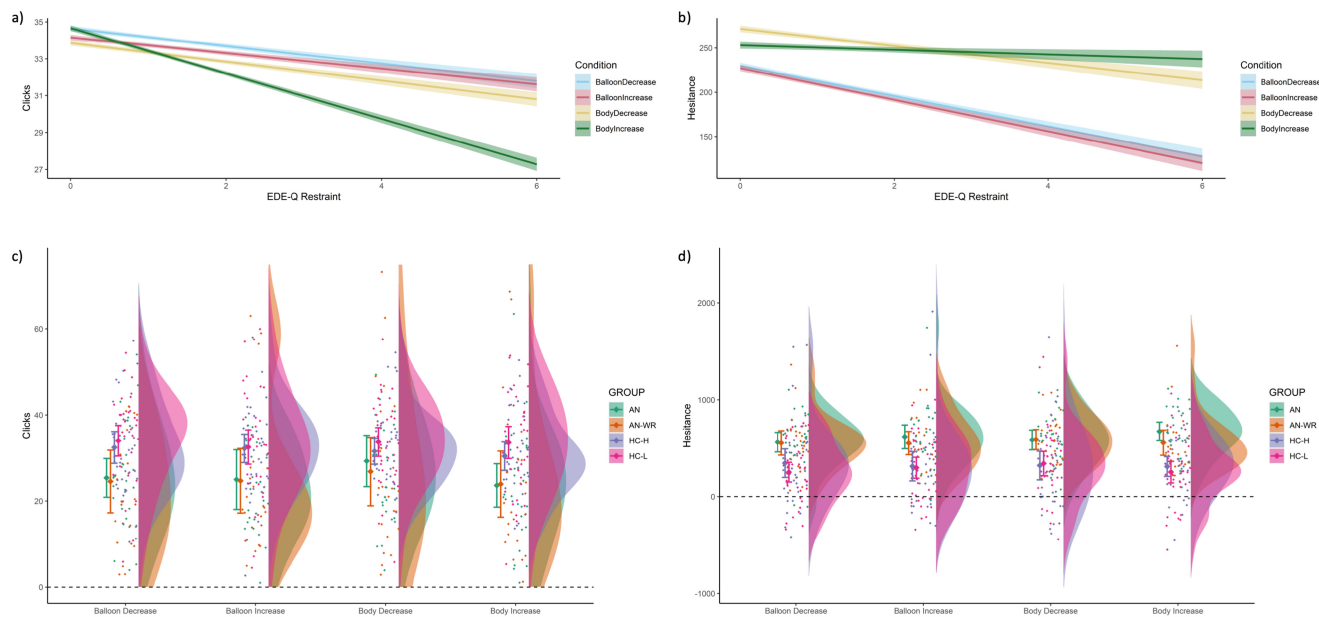 a)
35
33
31
29
27
Clicks
0
2
4
6
EDE-Q Restraint
Condition
BalloonDecrease
BalloonIncrease
BodyDecrease
BodyIncrease
b)
250
200
150
Hesitance
0
2
4
6
EDE-Q Restraint
Condition
BalloonDecrease
BalloonIncrease
BodyDecrease
BodyIncrease
c)
60
40
20
0
Clicks
Balloon Decrease
Balloon Increase
Body Decrease
Body Increase
GROUP
AN
AN-WR
HC-H
HC-L
d)
2000
1000
0
-1000
Hesitance
Balloon Decrease
Balloon Increase
Body Decrease
Body Increase
GROUP
AN
AN-WR
HC-H
HC-L